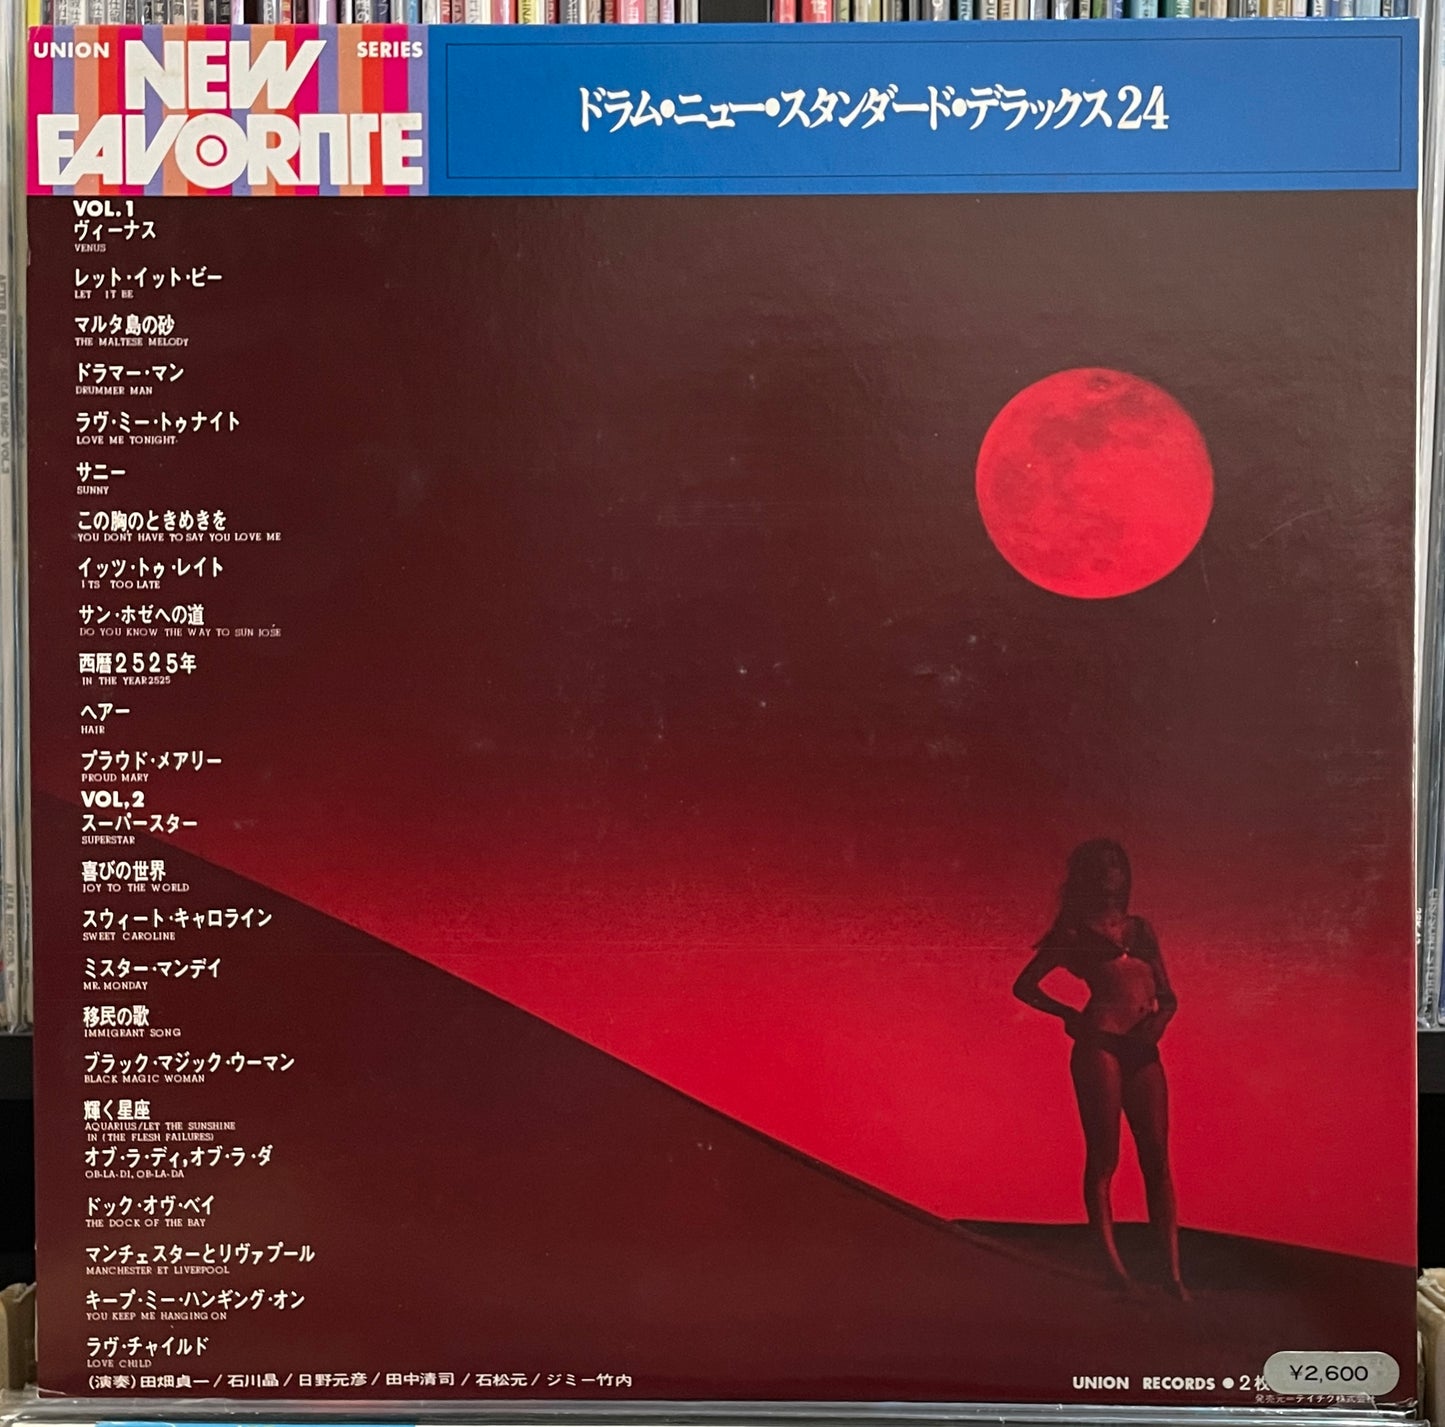 UNION NEW SERIES
FAVORITE
ドラム・ニュー・スタンダード・デラックス24
VOL.1
ヴィーナス
VENUS
レット・イット・ビー
LET IT BE
マルタ島の砂
THE MALTESE MELODY
ドラマー・マン
DRUMMER MAN
ラヴ・ミー・トゥナイト
LOVE ME TONIGHT
サニー
SUNNY
この胸のときめきを
YOU DON'T HAVE TO SAY YOU LOVE ME
イッツ・トゥ・レイト
ITS TOO LATE
サン・ホゼへの道
DO YOU KNOW THE WAY TO SUN JOSE
西暦2525年
IN THE YEAR 2525
ヘアー
HAIR
プラウド・メアリー
PROUD MARY
VOL,2
スーパースター
SUPERSTAR
喜びの世界
JOY TO THE WORLD
スウィート・キャロライン
SWEET CAROLINE
ミスター・マンデイ
MR. MONDAY
移民の歌
IMMIGRANT SONG
ブラック・マジック・ウーマン
BLACK MAGIC WOMAN
輝く星座
AQUARIUS/LET THE SUNSHINE
IN (THE FLESH FAILURES)
オブ・ラ・ディ,オブ・ラ・ダ
OB-LA-DI, OB-LA-DA
ドック・オヴ・ベイ
THE DOCK OF THE BAY
マンチェスターとリヴァプール
MANCHESTER ET LIVERPOOL
キープ・ミー・ハンギング・オン
YOU KEEP ME HANGING ON
ラヴ・チャイルド
LOVE CHILD
(演奏)田畑貞一/石川晶/日野元彦/田中清司/石松元/ジミー竹内
UNION RECORDS ●2枚
¥2,600
発売元―テイチク株式会社